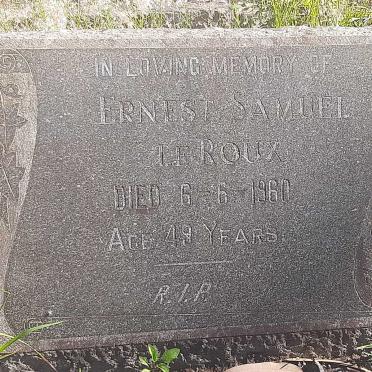 IN LOVING MEMORY OF
ERNEST SAMUEL
LE ROUX
DIED 6-6-1960
AGE 49 YEARS
R.I.P.